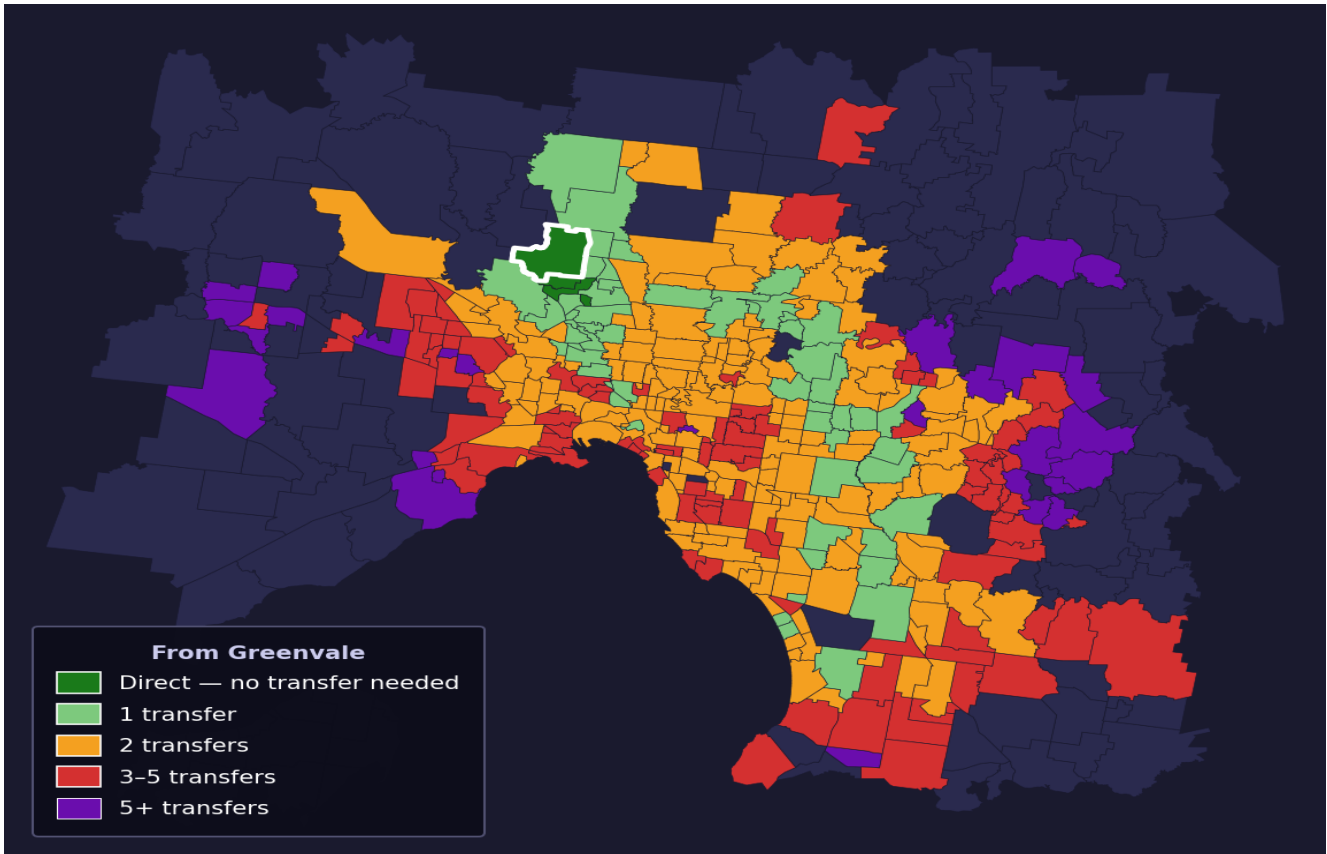 From Greenvale
Direct — no transfer needed
1 transfer
2 transfers
3–5 transfers
5+ transfers